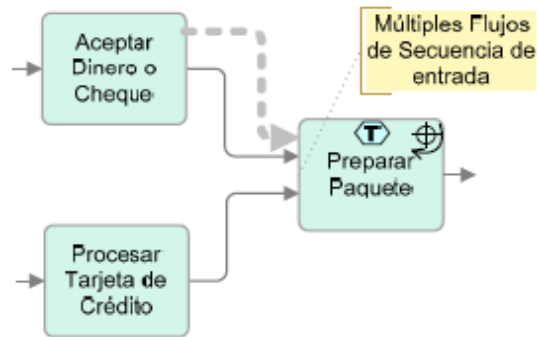 Aceptar
Dinero o
Cheque
Múltiples Flujos
de Secuencia de
entrada
T
Preparar
Paquete
Procesar
Tarjeta de
Crédito